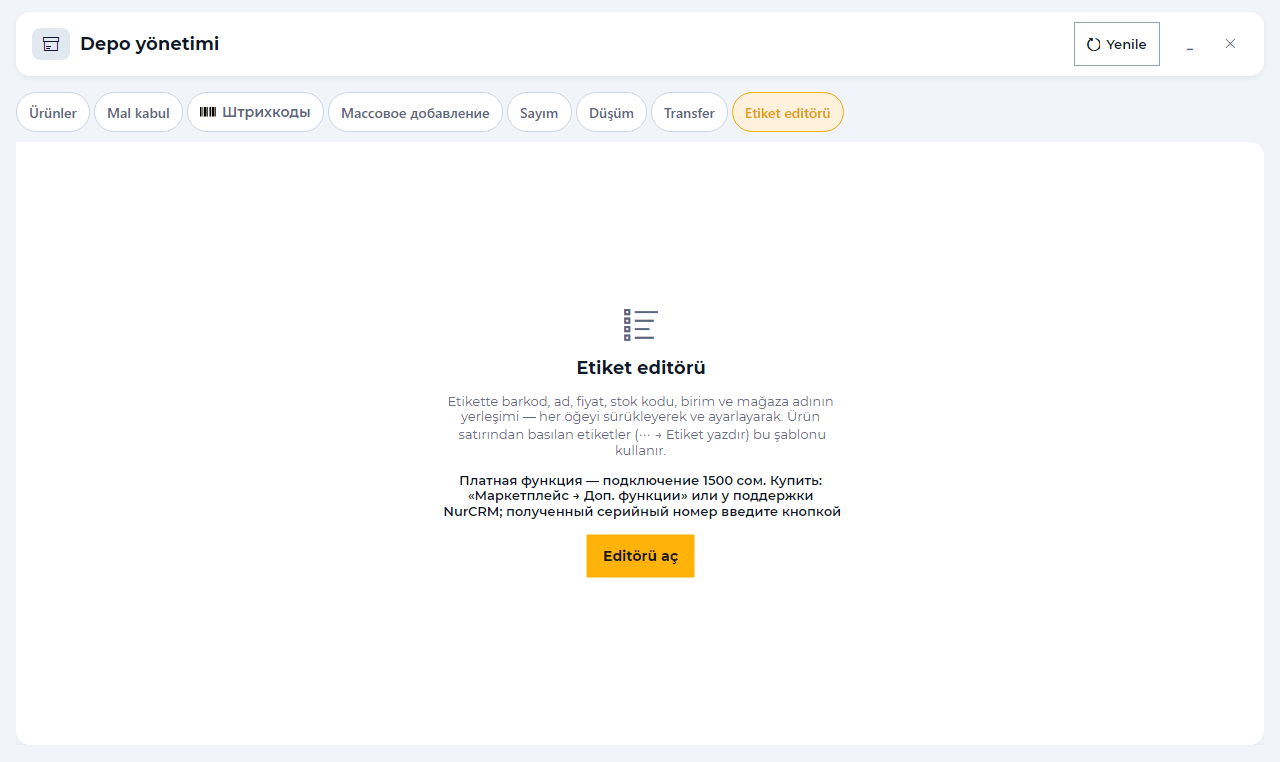 Depo yönetimi
Yenile
Ürünler
Mal kabul
Штрихкоды
Массовое добавление
Sayım
Düşüm
Transfer
Etiket editörü
Etiket editörü
Etikette barkod, ad, fiyat, stok kodu, birim ve mağaza adının
yerleşimi — her öğeyi sürükleyerek ve ayarlayarak. Ürün
satırından basılan etiketler (⋯ → Etiket yazdır) bu şablonu
kullanır.
Платная функция — подключение 1500 сом. Купить:
«Маркетплейс → Доп. функции» или у поддержки
NurCRM; полученный серийный номер введите кнопкой
Editörü aç